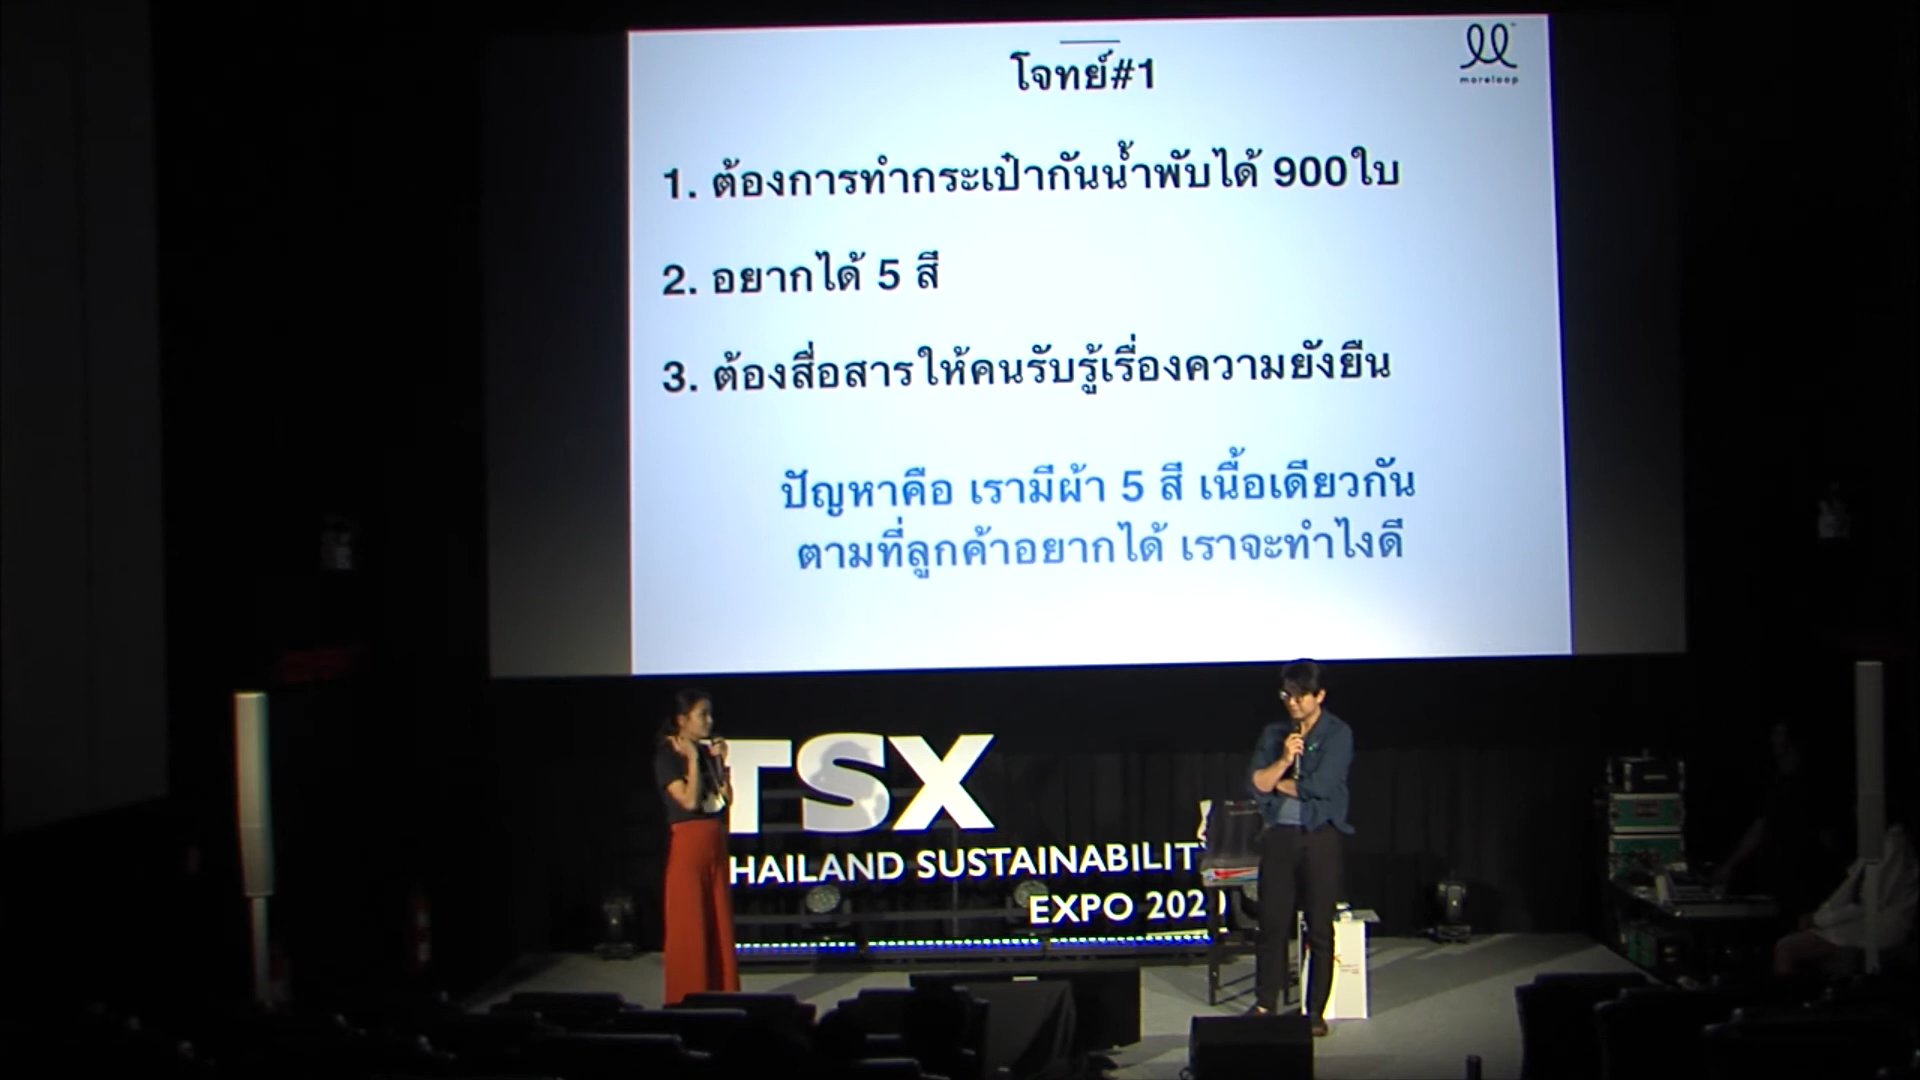 moreloop
โจทย์#1
1. ต้องการทำกระเป๋ากันน้ำพับได้ 900ใบ
2. อยากได้ 5 สี
3. ต้องสื่อสารให้คนรับรู้เรื่องความยังยืน
ปัญหาคือ เรามีผ้า 5 สี เนื้อเดียวกัน
ตามที่ลูกค้าอยากได้ เราจะทำไงดี
TSX
HAILAND SUSTAINABILITY
EXPO 202